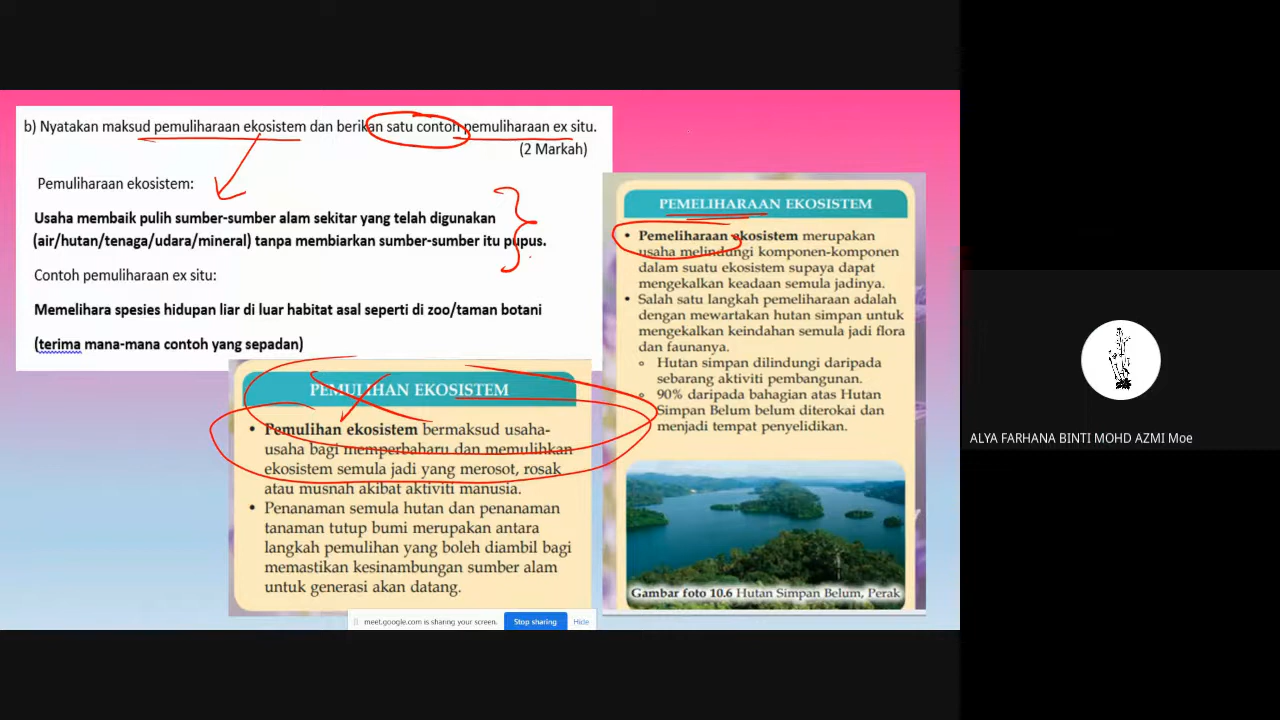 b) Nyatakan maksud pemuliharaan ekosistem dan berikan satu contoh pemuliharaan ex situ.
(2 Markah)
Pemuliharaan ekosistem:
Usaha membaik pulih sumber-sumber alam sekitar yang telah digunakan
(air/hutan/tenaga/udara/mineral) tanpa membiarkan sumber-sumber itu pupus.
Contoh pemuliharaan ex situ:
Memelihara spesies hidupan liar di luar habitat asal seperti di zoo/taman botani
(terima mana-mana contoh yang sepadan)
PEMULIHAN EKOSISTEM
• Pemulihan ekosistem bermaksud usaha-
usaha bagi memperbaharu dan memulihkan
ekosistem semula jadi yang merosot, rosak
atau musnah akibat aktiviti manusia.
• Penanaman semula hutan dan penanaman
tanaman tutup bumi merupakan antara
langkah pemulihan yang boleh diambil bagi
memastikan kesinambungan sumber alam
untuk generasi akan datang.
PEMELIHARAAN EKOSISTEM
• Pemeliharaan ekosistem merupakan
usaha melindungi komponen-komponen
dalam suatu ekosistem supaya dapat
mengekalkan keadaan semula jadinya.
• Salah satu langkah pemeliharaan adalah
dengan mewartakan hutan simpan untuk
mengekalkan keindahan semula jadi flora
dan faunanya.
○ Hutan simpan dilindungi daripada
sebarang aktiviti pembangunan.
○ 90% daripada bahagian atas Hutan
Simpan Belum belum diterokai dan
menjadi tempat penyelidikan.
Gambar foto 10.6 Hutan Simpan Belum, Perak
meet.google.com is sharing your screen.
Stop sharing
Hide
ALYA FARHANA BINTI MOHD AZMI Moe